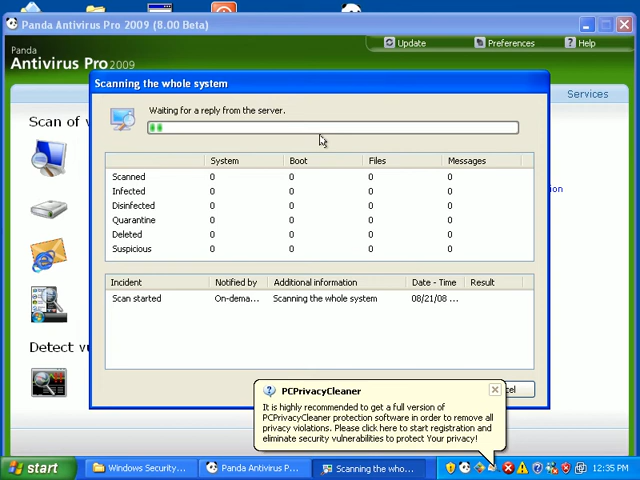 Panda Antivirus Pro 2009 (8.00 Beta)
Update
Preferences
Help
Panda
Antivirus Pro 2009
Services
Scan of
Scanning the whole system
Waiting for a reply from the server.
System Boot Files Messages
Scanned 0 0 0 0
Infected 0 0 0 0
Disinfected 0 0 0 0
Quarantine 0 0 0 0
Deleted 0 0 0 0
Suspicious 0 0 0 0
ion
Incident Notified by Additional information Date - Time Result
Scan started On-dema... Scanning the whole system 08/21/08 ...
Detect vu
cel
PCPrivacyCleaner
It is highly recommended to get a full version of
PCPrivacyCleaner protection software in order to remove all
privacy violations. Please click here to start registration and
eliminate security vulnerabilities to protect Your privacy!
start
Windows Security...
Panda Antivirus P...
Scanning the who...
12:35 PM